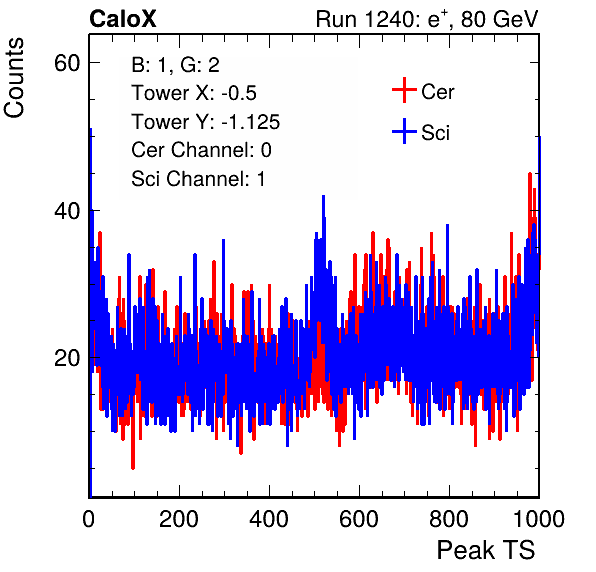 CaloX Run 1240: e⁺, 80 GeV
B: 1, G: 2
Tower X: -0.5
Tower Y: -1.125
Cer Channel: 0
Sci Channel: 1
Cer
Sci
Counts
60
40
20
0 200 400 600 800 1000
Peak TS